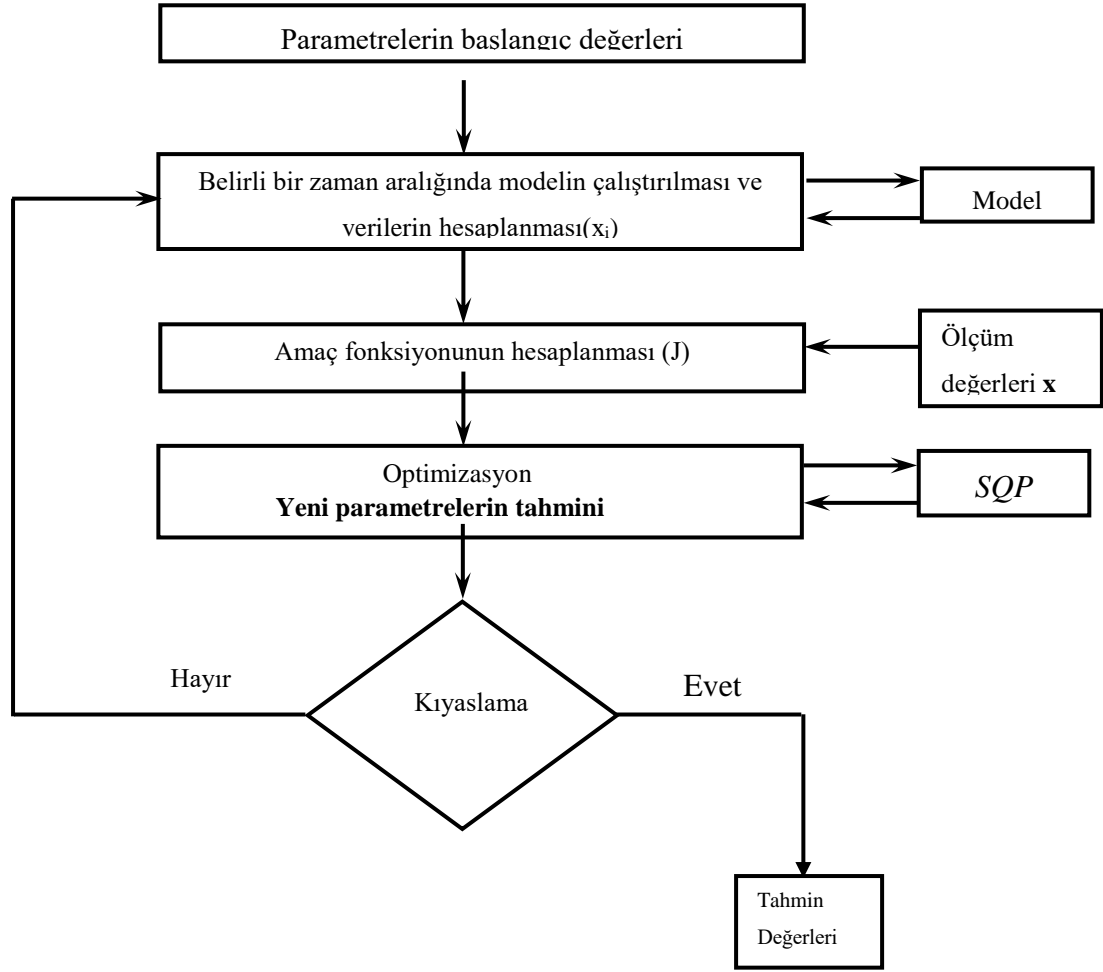 Parametrelerin başlangıç değerleri
Belirli bir zaman aralığında modelin çalıştırılması ve
verilerin hesaplanması(xᵢ)
Model
Amaç fonksiyonunun hesaplanması (J)
Ölçüm
değerleri x
Optimizasyon
Yeni parametrelerin tahmini
SQP
Hayır
Kıyaslama
Evet
Tahmin
Değerleri